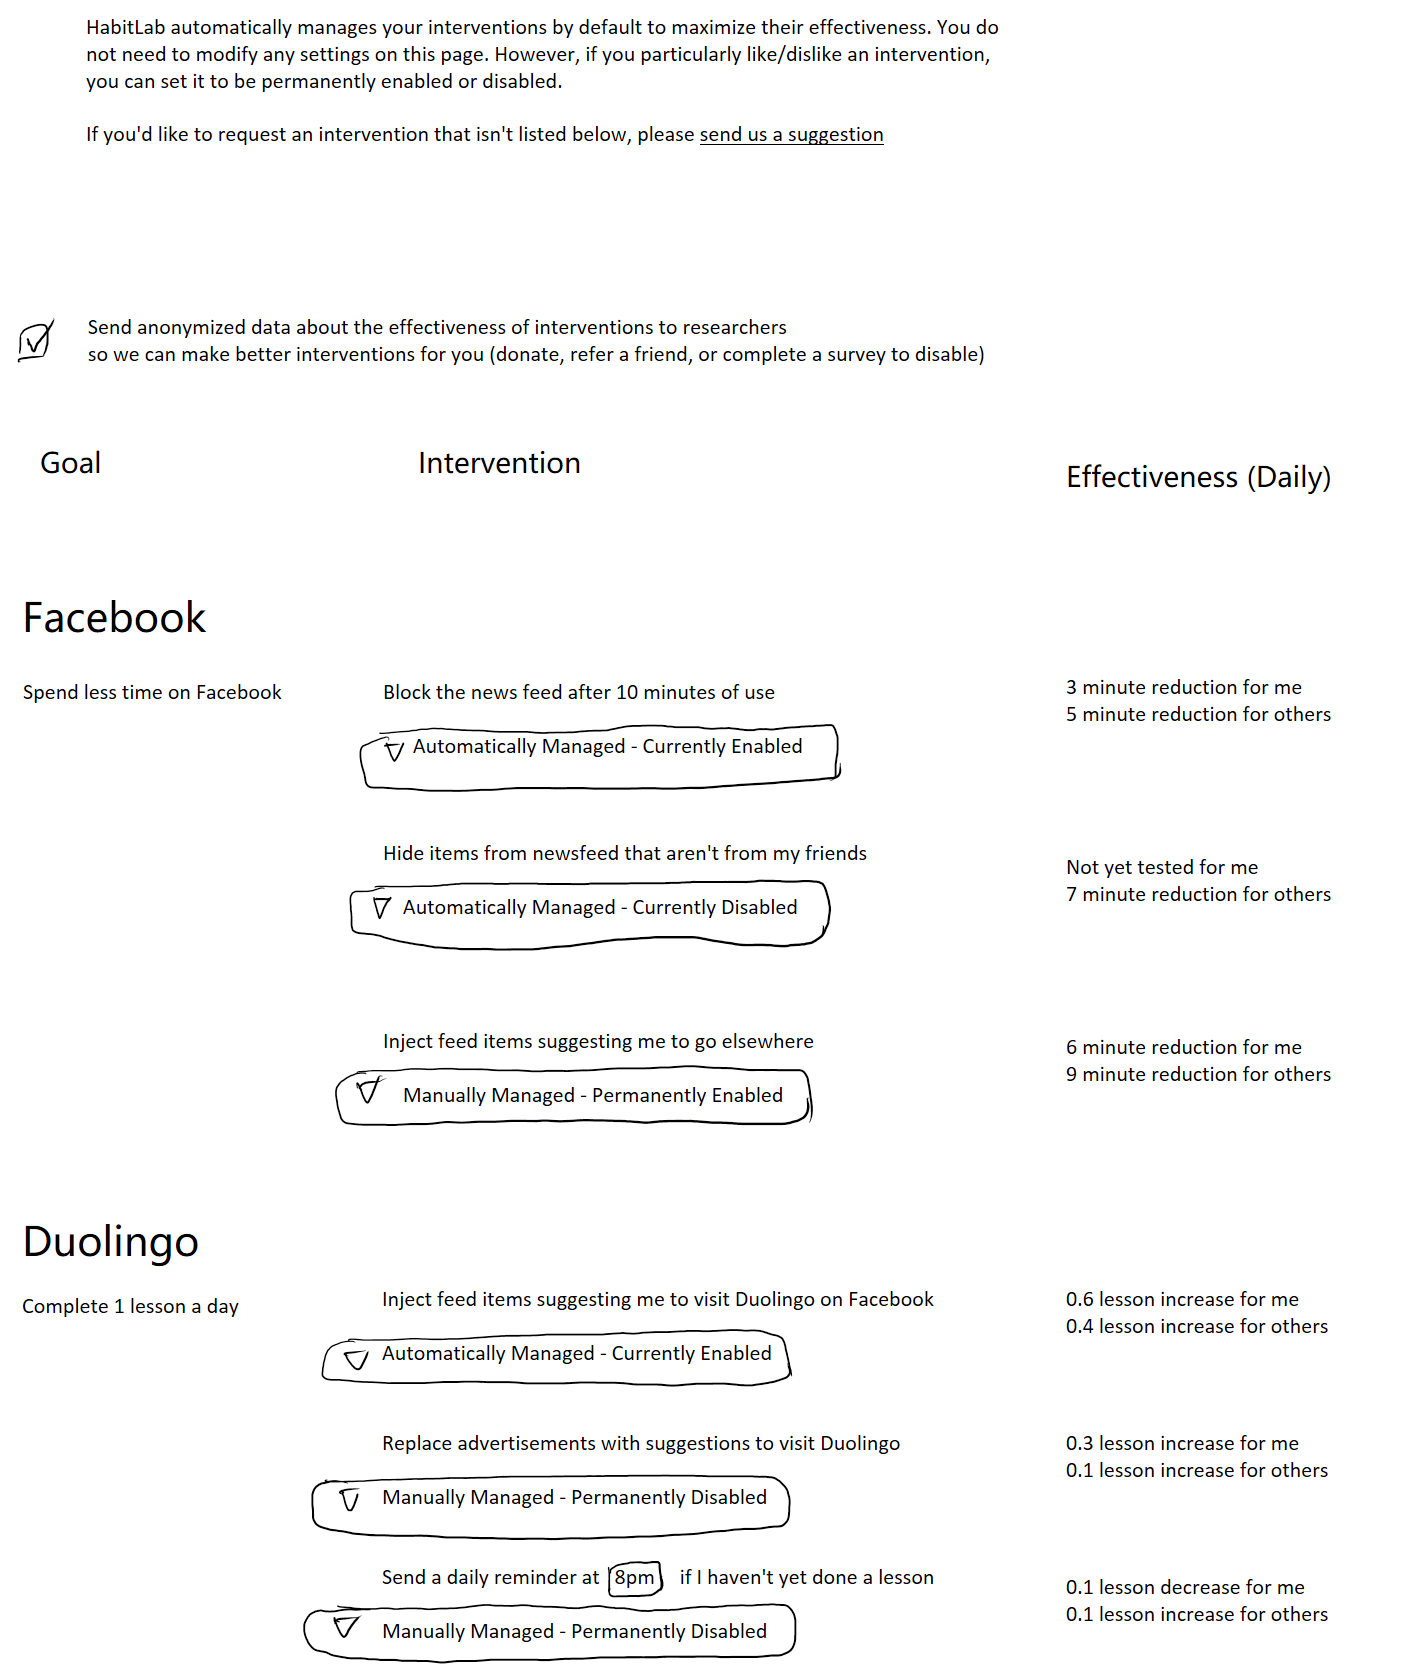 HabitLab automatically manages your interventions by default to maximize their effectiveness. You do
not need to modify any settings on this page. However, if you particularly like/dislike an intervention,
you can set it to be permanently enabled or disabled.
If you'd like to request an intervention that isn't listed below, please send us a suggestion
Send anonymized data about the effectiveness of interventions to researchers
so we can make better interventions for you (donate, refer a friend, or complete a survey to disable)
Goal
Intervention
Effectiveness (Daily)
Facebook
Spend less time on Facebook
Block the news feed after 10 minutes of use
Automatically Managed - Currently Enabled
3 minute reduction for me
5 minute reduction for others
Hide items from newsfeed that aren't from my friends
Automatically Managed - Currently Disabled
Not yet tested for me
7 minute reduction for others
Inject feed items suggesting me to go elsewhere
Manually Managed - Permanently Enabled
6 minute reduction for me
9 minute reduction for others
Duolingo
Complete 1 lesson a day
Inject feed items suggesting me to visit Duolingo on Facebook
Automatically Managed - Currently Enabled
0.6 lesson increase for me
0.4 lesson increase for others
Replace advertisements with suggestions to visit Duolingo
Manually Managed - Permanently Disabled
0.3 lesson increase for me
0.1 lesson increase for others
Send a daily reminder at 8pm if I haven't yet done a lesson
Manually Managed - Permanently Disabled
0.1 lesson decrease for me
0.1 lesson increase for others